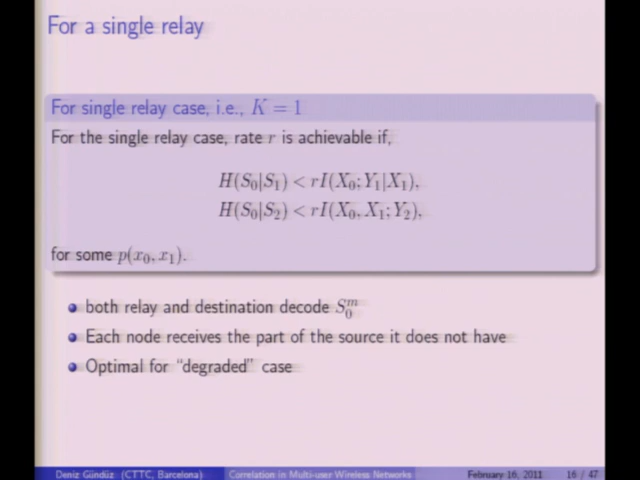 For a single relay
For single relay case, i.e., K = 1
For the single relay case, rate r is achievable if,
H(S₀|S₁) < rI(X₀; Y₁|X₁),
H(S₀|S₂) < rI(X₀, X₁; Y₂),
for some p(x₀, x₁).
both relay and destination decode S₀ᵐ
Each node receives the part of the source it does not have
Optimal for "degraded" case
Deniz Gündüz (CTTC, Barcelona) Correlation in Multi-user Wireless Networks February 16, 2011 16 / 47